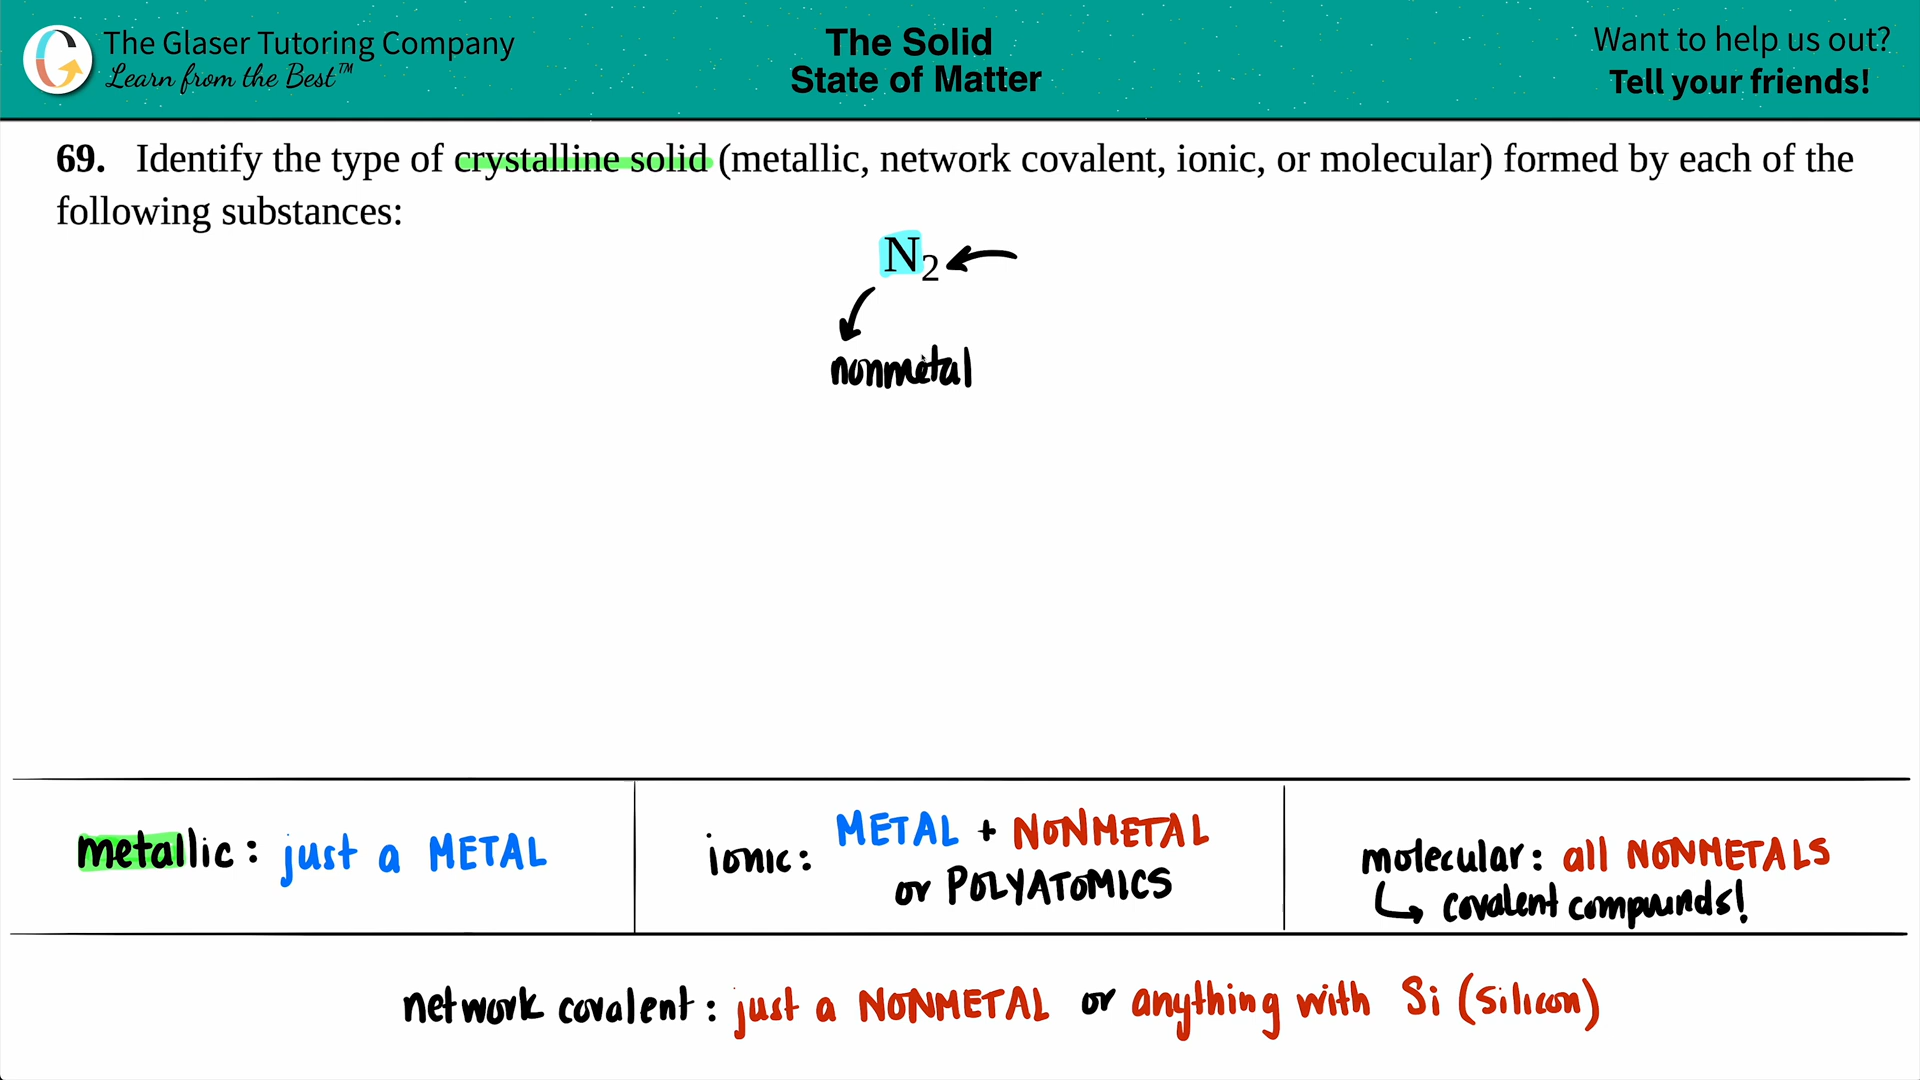 The Glaser Tutoring Company
Learn from the Best™
The Solid
State of Matter
Want to help us out?
Tell your friends!
69. Identify the type of crystalline solid (metallic, network covalent, ionic, or molecular) formed by each of the
following substances:
N₂
nonmetal
metallic: just a METAL
ionic: METAL + NONMETAL
or POLYATOMICS
molecular: all NONMETALS
covalent compounds!
network covalent: just a NONMETAL or anything with Si (silicon)